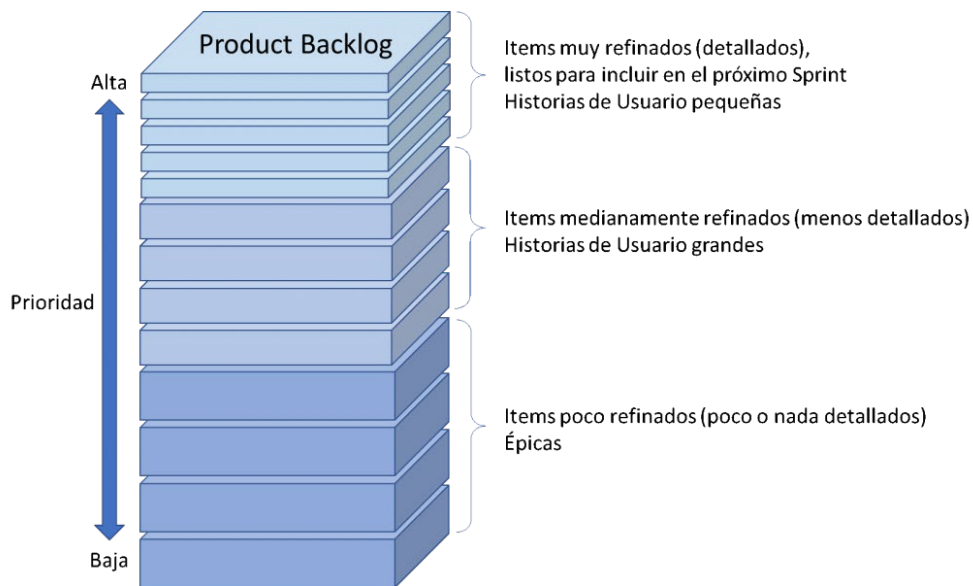 Product Backlog
Alta
Prioridad
Baja
Items muy refinados (detallados),
listos para incluir en el próximo Sprint
Historias de Usuario pequeñas
Items medianamente refinados (menos detallados)
Historias de Usuario grandes
Items poco refinados (poco o nada detallados)
Épicas